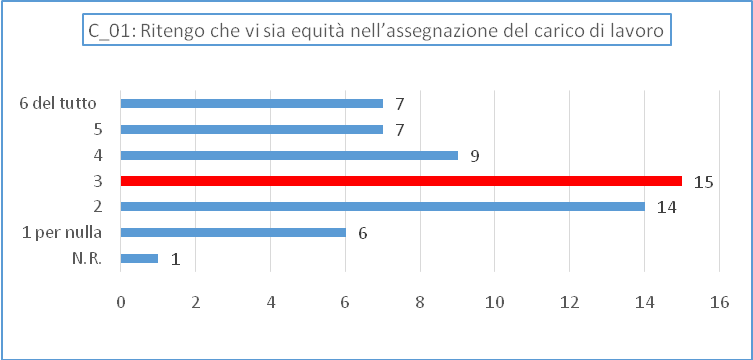 C_01: Ritengo che vi sia equità nell'assegnazione del carico di lavoro
6 del tutto 7
5 7
4 9
3 15
2 14
1 per nulla 6
N.R. 1
0 2 4 6 8 10 12 14 16